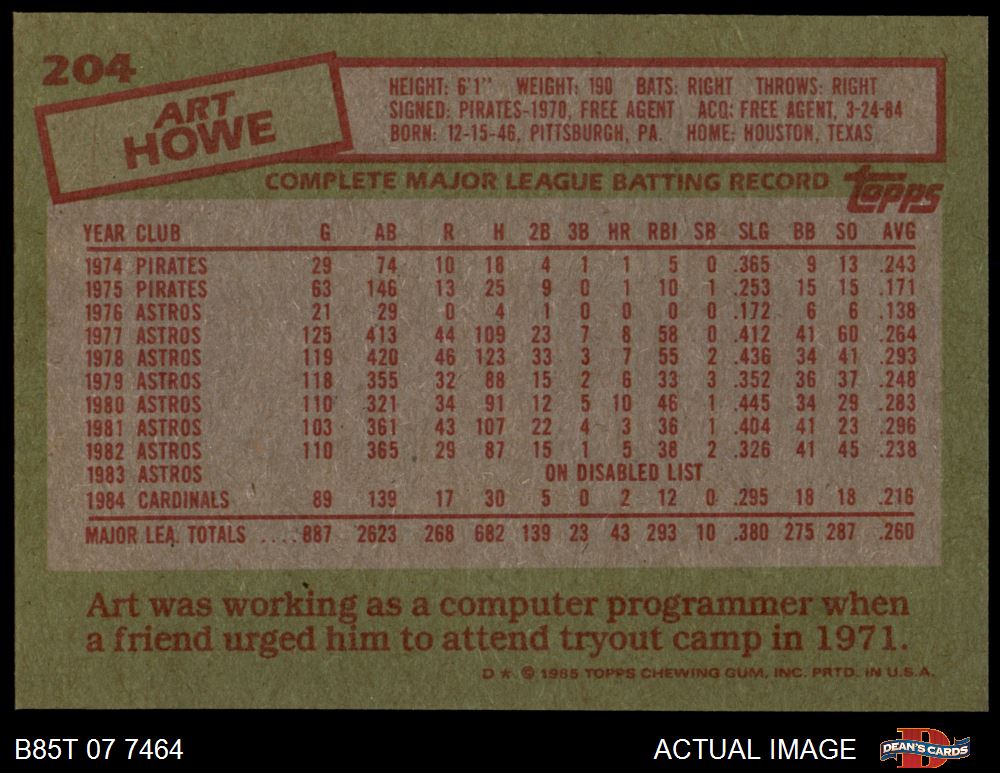 204
ART
HOWE
HEIGHT: 6'1" WEIGHT: 190 BATS: RIGHT THROWS: RIGHT
SIGNED: PIRATES-1970, FREE AGENT ACQ: FREE AGENT, 3-24-84
BORN: 12-15-46, PITTSBURGH, PA. HOME: HOUSTON, TEXAS
COMPLETE MAJOR LEAGUE BATTING RECORD
Topps
YEAR CLUB G AB R H 2B 3B HR RBI SB SLG BB SO AVG
1974 PIRATES 29 74 10 18 4 1 1 5 0 .365 9 13 .243
1975 PIRATES 63 146 13 25 9 0 1 10 1 .253 15 15 .171
1976 ASTROS 21 29 0 4 1 0 0 0 0 .172 6 6 .138
1977 ASTROS 125 413 44 109 23 7 8 58 0 .412 41 60 .264
1978 ASTROS 119 420 46 123 33 3 7 55 2 .436 34 41 .293
1979 ASTROS 118 355 32 88 15 2 6 33 3 .352 36 37 .248
1980 ASTROS 110 321 34 91 12 5 10 46 1 .445 34 29 .283
1981 ASTROS 103 361 43 107 22 4 3 36 1 .404 41 23 .296
1982 ASTROS 110 365 29 87 15 1 5 38 2 .326 41 45 .238
1983 ASTROS ON DISABLED LIST
1984 CARDINALS 89 139 17 30 5 0 2 12 0 .295 18 18 .216
MAJOR LEA. TOTALS ....887 2623 268 682 139 23 43 293 10 .380 275 287 .260
Art was working as a computer programmer when
a friend urged him to attend tryout camp in 1971.
D * © 1985 TOPPS CHEWING GUM, INC. PRTD. IN U.S.A.
B85T 07 7464
ACTUAL IMAGE
DEAN'S CARDS